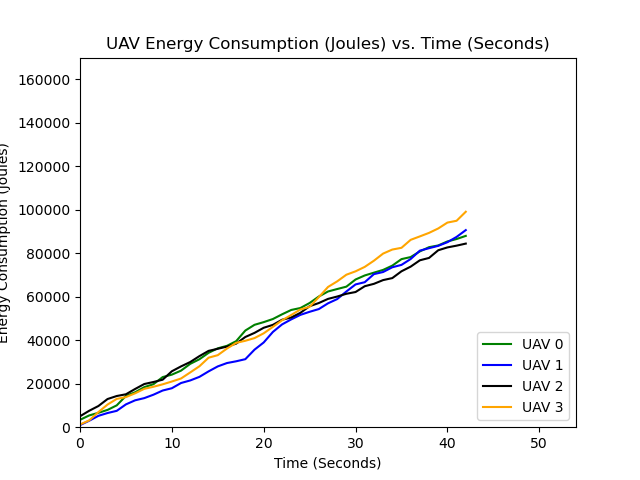 UAV Energy Consumption (Joules) vs. Time (Seconds)
Energy Consumption (Joules)
160000
140000
120000
100000
80000
60000
40000
20000
0
0 10 20 30 40 50
Time (Seconds)
UAV 0
UAV 1
UAV 2
UAV 3